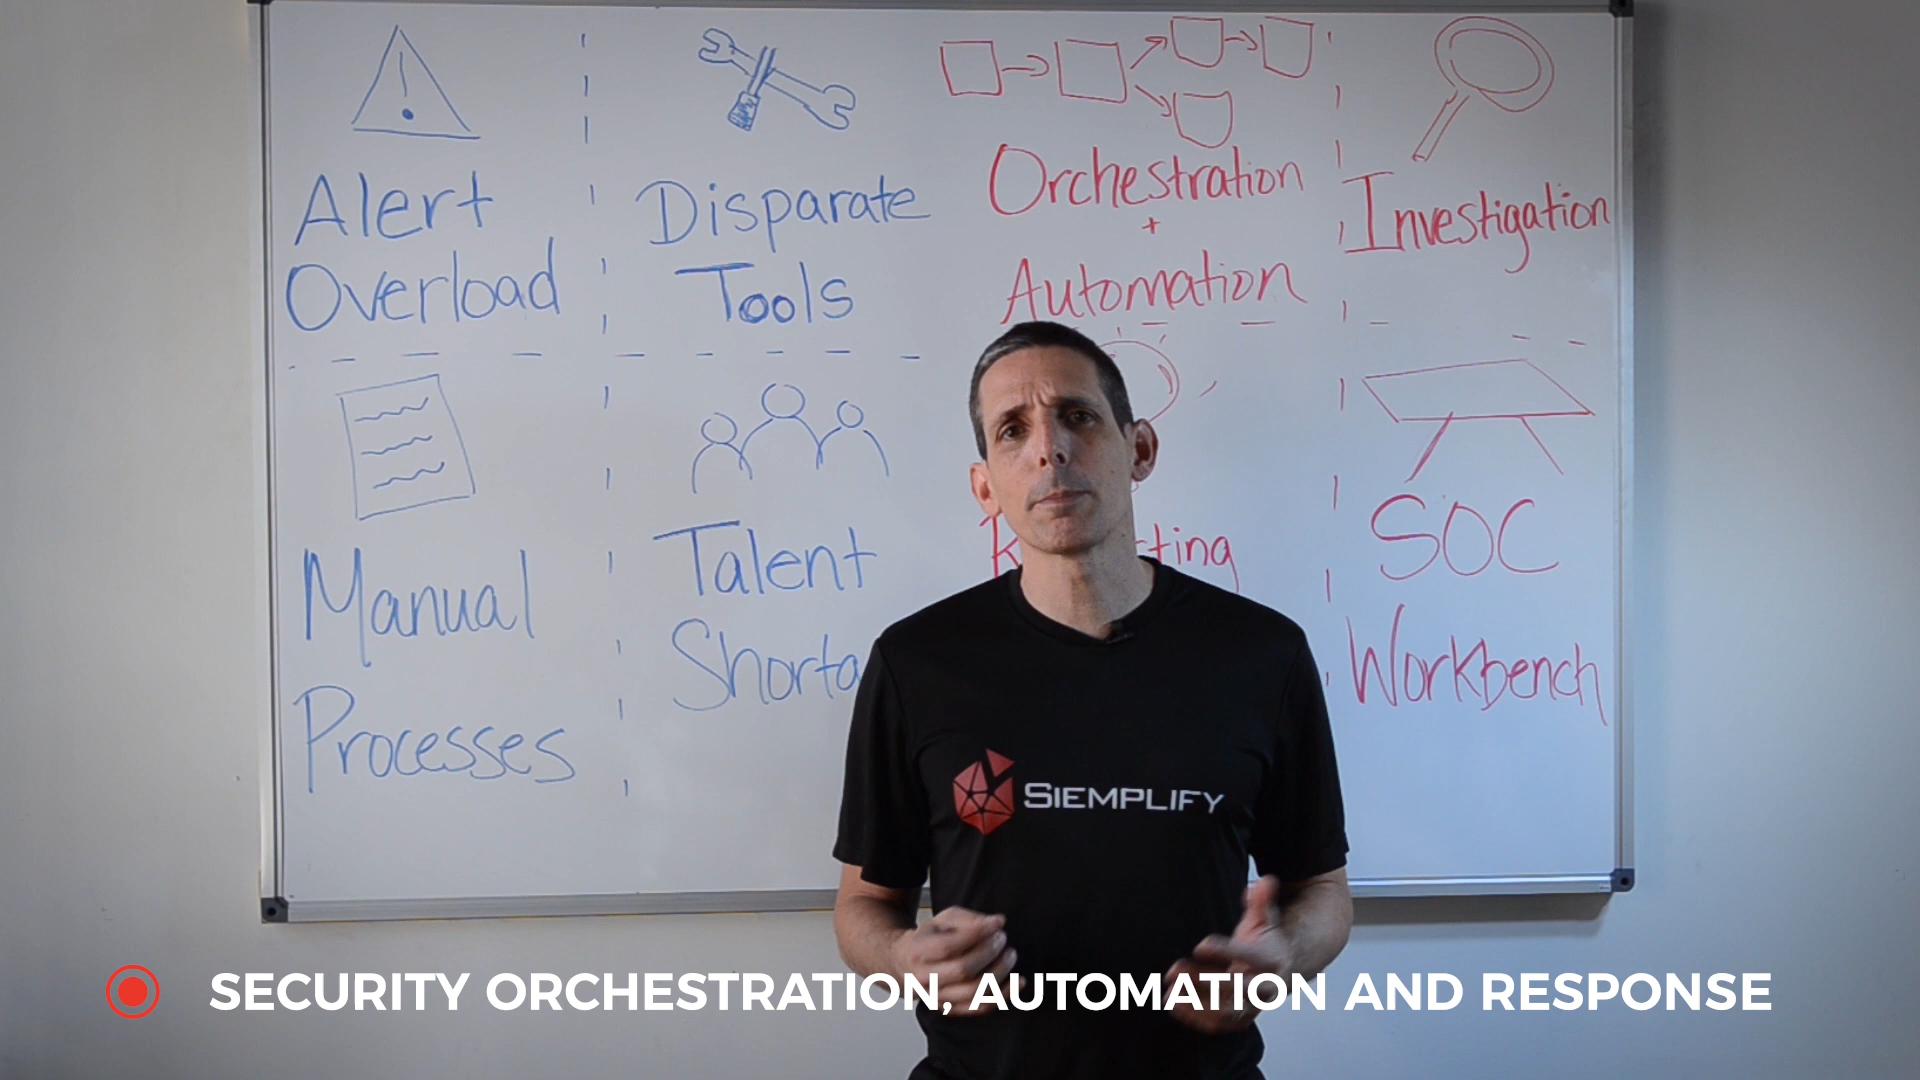 Alert
Overload
Disparate
Tools
Orchestration
+
Automation
Investigation
Manual
Processes
Talent
SOC
Workbench
SIEMPLIFY
SECURITY ORCHESTRATION, AUTOMATION AND RESPONSE